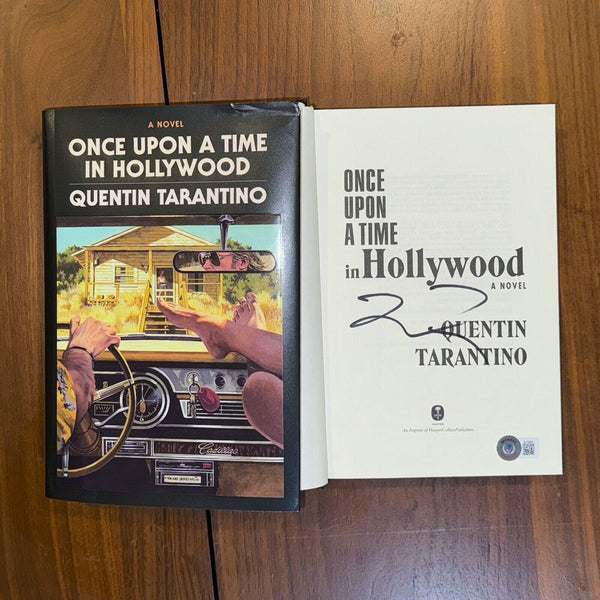 A NOVEL
ONCE UPON A TIME
IN HOLLYWOOD
QUENTIN TARANTINO
Cadillac
ONCE
UPON
A TIME
in Hollywood
A NOVEL
QUENTIN
TARANTINO
An Imprint of HarperCollinsPublishers